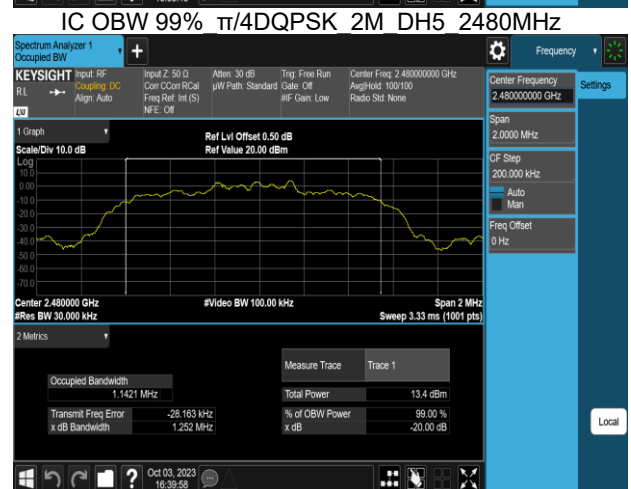 IC OBW 99%_π/4DQPSK_2M_DH5_2480MHz
Spectrum Analyzer 1
Occupied BW
Frequency
KEYSIGHT
RL
LXI
Input: RF
Coupling: DC
Align: Auto
Input Z: 50 Ω
Corr CCorr RCal
Freq Ref: Int (S)
NFE: Off
Atten: 30 dB
µW Path: Standard
Trig: Free Run
Gate: Off
#IF Gain: Low
Center Freq: 2.480000000 GHz
Avg|Hold: 100/100
Radio Std: None
Center Frequency
2.480000000 GHz
Settings
Span
2.0000 MHz
CF Step
200.000 kHz
Auto
Man
Freq Offset
0 Hz
1 Graph
Scale/Div 10.0 dB
Ref Lvl Offset 0.50 dB
Ref Value 20.00 dBm
Log
10.0
0.00
-10.0
-20.0
-30.0
-40.0
-50.0
-60.0
-70.0
Center 2.480000 GHz
#Res BW 30.000 kHz
#Video BW 100.00 kHz
Span 2 MHz
Sweep 3.33 ms (1001 pts)
2 Metrics
Measure Trace Trace 1
Occupied Bandwidth
1.1421 MHz
Total Power 13.4 dBm
Transmit Freq Error -28.163 kHz
% of OBW Power 99.00 %
x dB Bandwidth 1.252 MHz
x dB -20.00 dB
Local
?
Oct 03, 2023
16:39:58